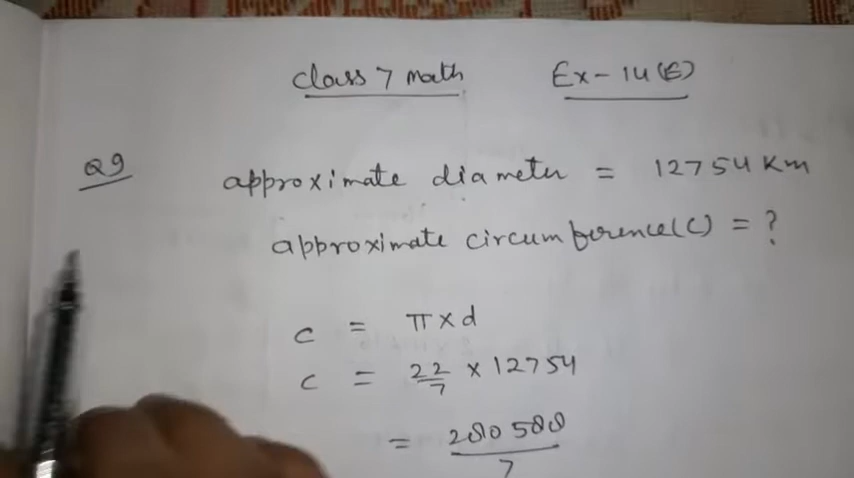 Class 7 math Ex-14(E)
Q9 approximate diameter = 12754 Km
approximate circumference(C) = ?
C = π×d
C = 22/7 × 12754
= 280588/7